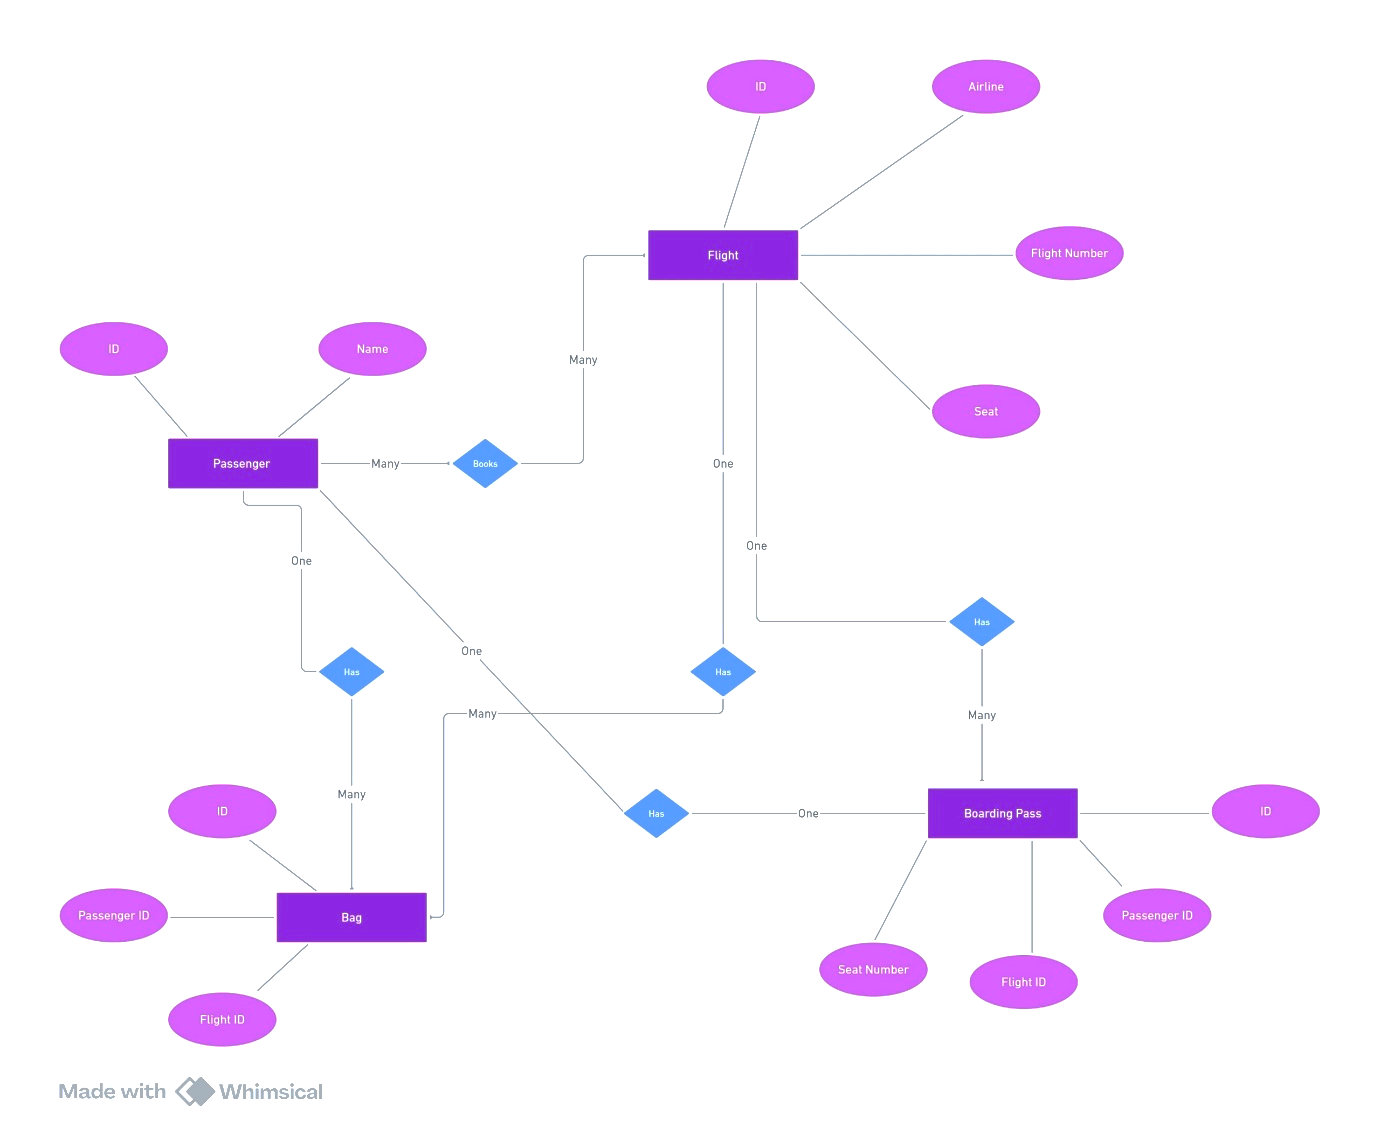 ID
Airline
Flight
Flight Number
ID
Name
Many
Seat
Passenger
Many
Books
One
One
One
Has
One
Has
Has
Many
Many
Many
ID
Has
One
Boarding Pass
ID
Passenger ID
Bag
Passenger ID
Seat Number
Flight ID
Flight ID
Made with Whimsical